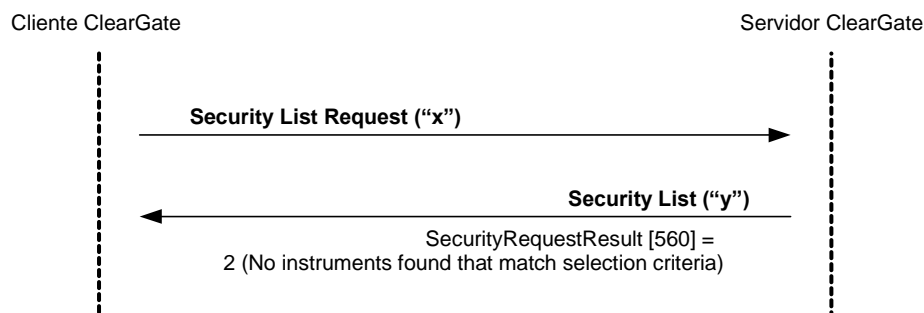 Cliente ClearGate
Servidor ClearGate
Security List Request (“x”)
Security List (“y”)
SecurityRequestResult [560] =
2 (No instruments found that match selection criteria)